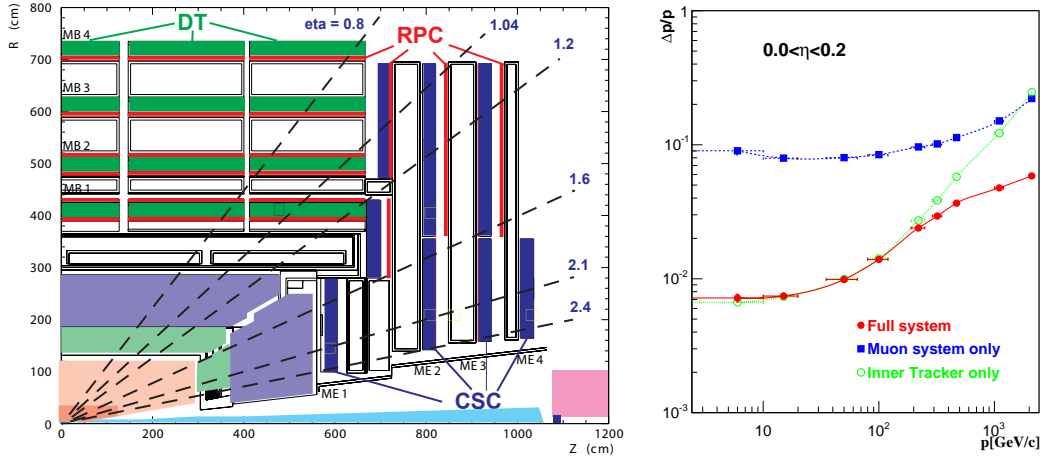 R (cm)
800
700
600
500
400
300
200
100
0
0
200
400
600
800
1000
1200
Z (cm)
MB 4
MB 3
MB 2
MB 1
DT
RPC
CSC
eta = 0.8
1.04
1.2
1.6
2.1
2.4
ME 1
ME 2
ME 3
ME 4
Δp/p
0.0<η<0.2
1
10⁻¹
10⁻²
10⁻³
10
10²
10³
p[GeV/c]
Full system
Muon system only
Inner Tracker only